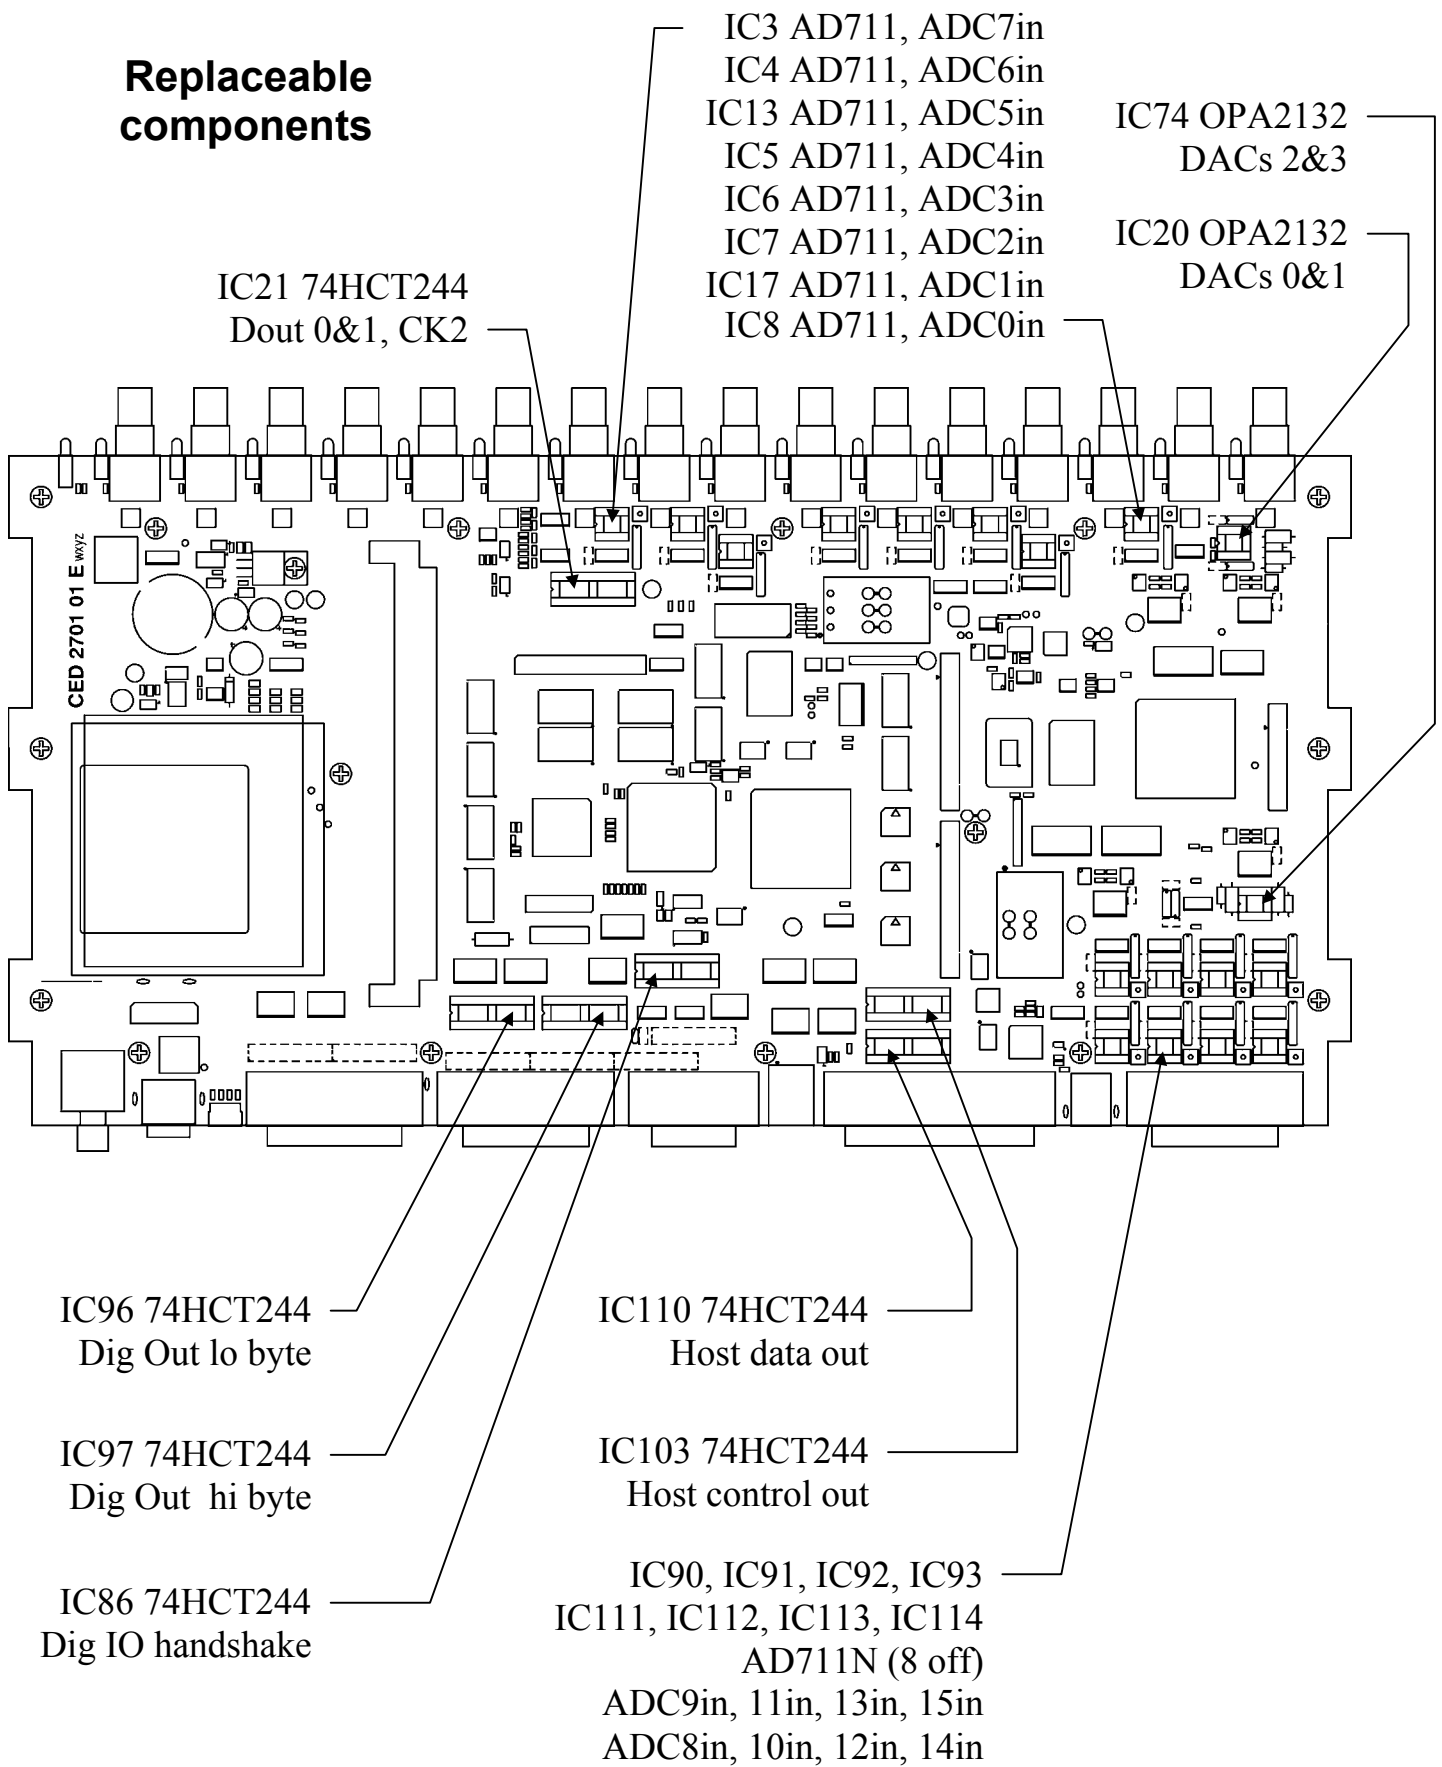 Replaceable
components
IC3 AD711, ADC7in
IC4 AD711, ADC6in
IC13 AD711, ADC5in
IC5 AD711, ADC4in
IC6 AD711, ADC3in
IC7 AD711, ADC2in
IC17 AD711, ADC1in
IC8 AD711, ADC0in
IC74 OPA2132
DACs 2&3
IC20 OPA2132
DACs 0&1
IC21 74HCT244
Dout 0&1, CK2
CED 2701 01 E wxyz
IC96 74HCT244
Dig Out lo byte
IC97 74HCT244
Dig Out  hi byte
IC86 74HCT244
Dig IO handshake
IC110 74HCT244
Host data out
IC103 74HCT244
Host control out
IC90, IC91, IC92, IC93
IC111, IC112, IC113, IC114
AD711N (8 off)
ADC9in, 11in, 13in, 15in
ADC8in, 10in, 12in, 14in